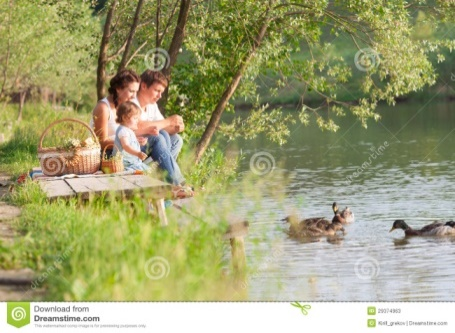 Download from
Dreamstime.com
This watermarked comp image is for previewing purposes only.
29374993
Kirill_grekov | Dreamstime.com